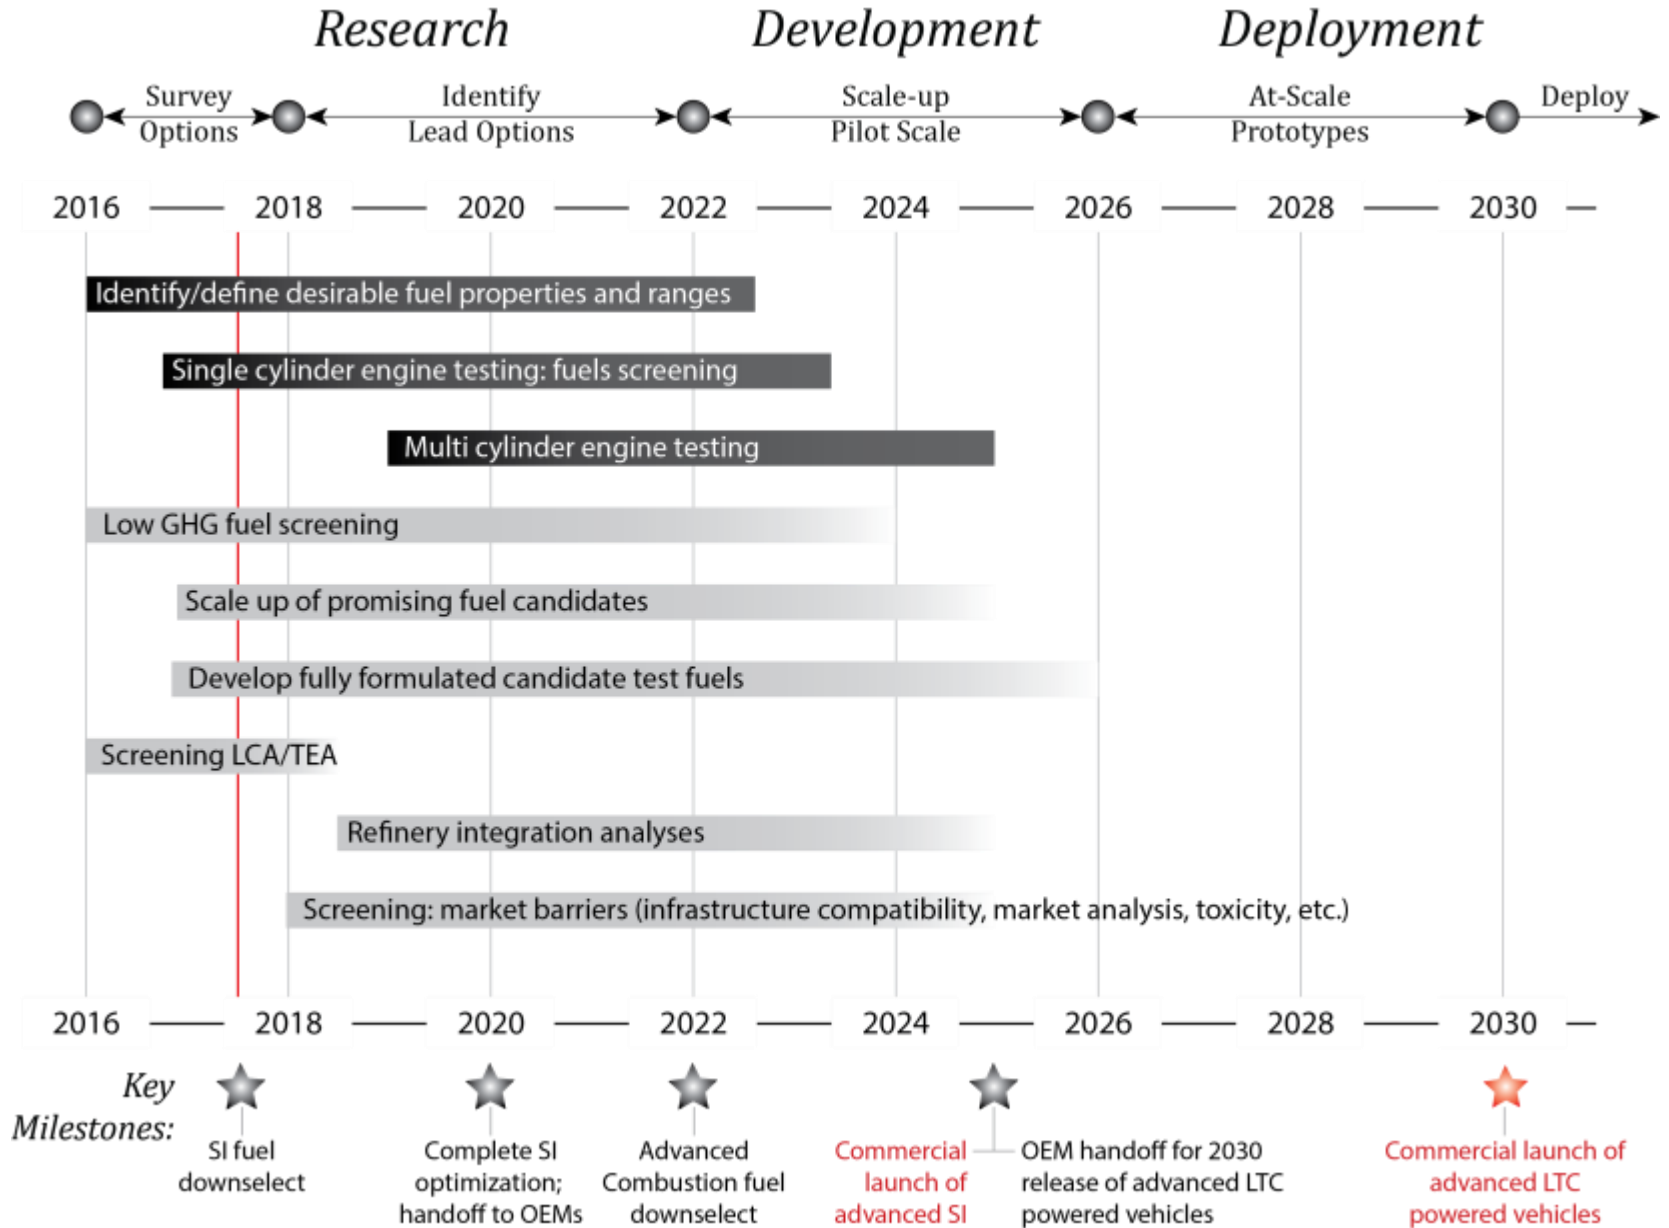 Research Development Deployment
Survey Options
Identify Lead Options
Scale-up Pilot Scale
At-Scale Prototypes
Deploy
2016 2018 2020 2022 2024 2026 2028 2030
Identify/define desirable fuel properties and ranges
Single cylinder engine testing: fuels screening
Multi cylinder engine testing
Low GHG fuel screening
Scale up of promising fuel candidates
Develop fully formulated candidate test fuels
Screening LCA/TEA
Refinery integration analyses
Screening: market barriers (infrastructure compatibility, market analysis, toxicity, etc.)
2016 2018 2020 2022 2024 2026 2028 2030
Key
Milestones:
SI fuel
downselect
Complete SI
optimization;
handoff to OEMs
Advanced
Combustion fuel
downselect
Commercial
launch of
advanced SI
OEM handoff for 2030
release of advanced LTC
powered vehicles
Commercial launch of
advanced LTC
powered vehicles